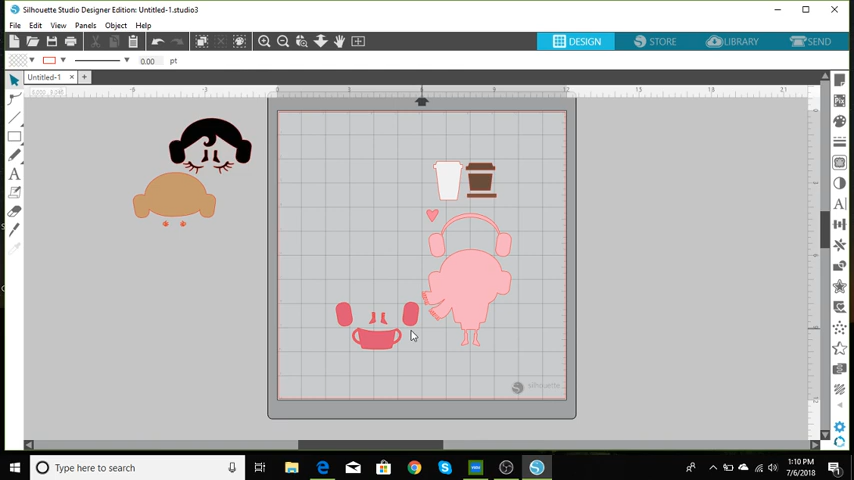 Silhouette Studio Designer Edition: Untitled-1.studio3
File Edit View Panels Object Help
DESIGN STORE LIBRARY SEND
0.00 pt
Untitled-1
silhouette
Type here to search
1:10 PM
7/6/2018